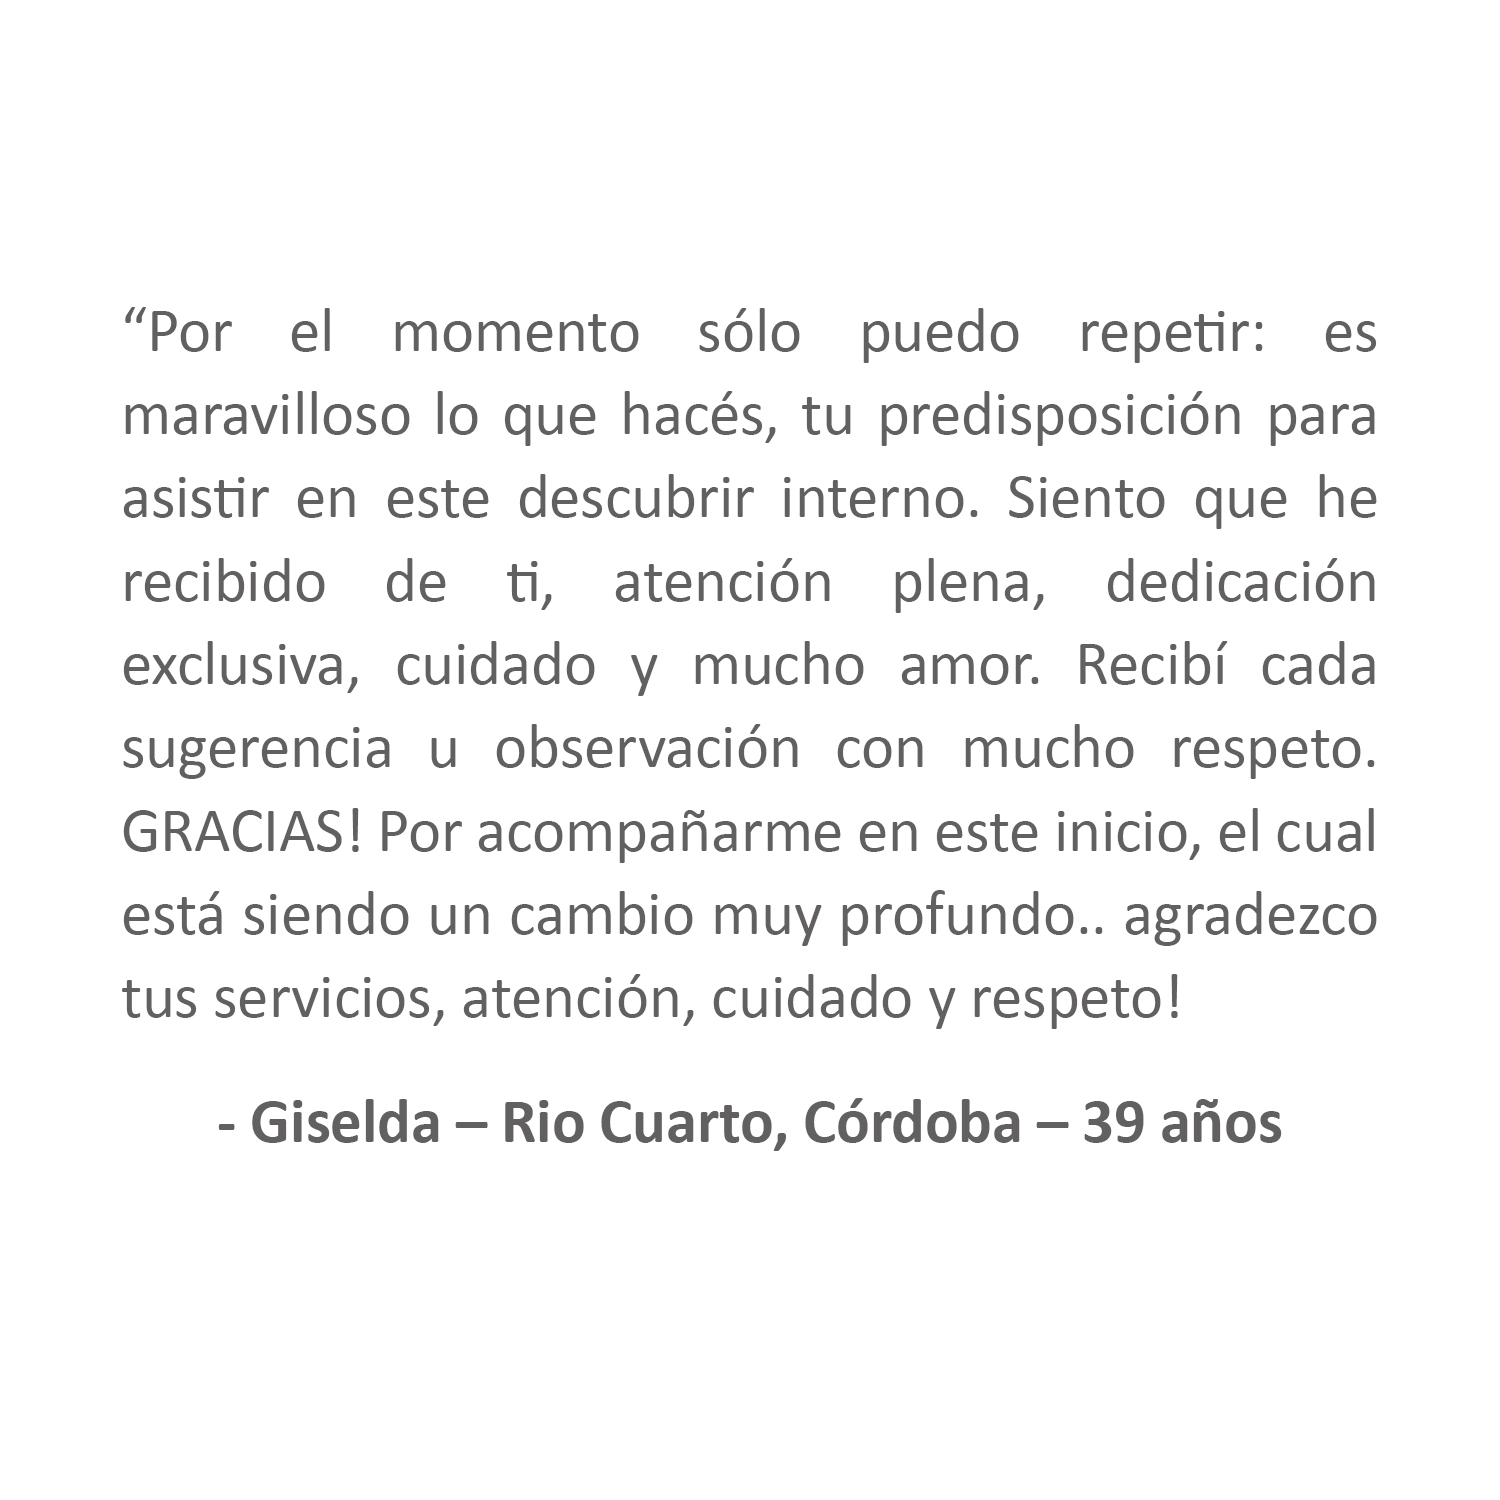 “Por el momento sólo puedo repetir: es
maravilloso lo que hacés, tu predisposición para
asistir en este descubrir interno. Siento que he
recibido de ti, atención plena, dedicación
exclusiva, cuidado y mucho amor. Recibí cada
sugerencia u observación con mucho respeto.
GRACIAS! Por acompañarme en este inicio, el cual
está siendo un cambio muy profundo.. agradezco
tus servicios, atención, cuidado y respeto!
- Giselda – Rio Cuarto, Córdoba – 39 años